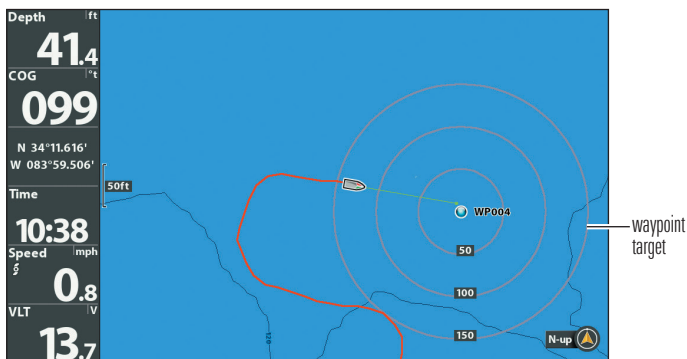 Depth ft
41.4
COG °t
099
N 34°11.616'
W 083°59.506'
Time
10:38
Speed mph
0.8
VLT V
13.7
50ft
WP004
50
100
150
120
N-up
waypoint
target